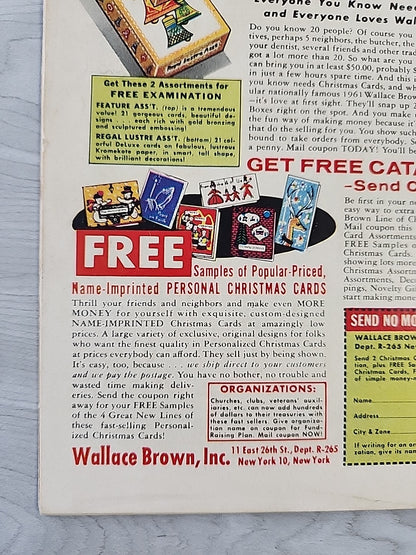 Everyone You Know Need
and Everyone Loves Wal
Do you know 20 people? Of course you
tives, perhaps 5 neighbors, the butcher, the
your dentist, several friends and other trad
got a lot more than 20. So what are you
can bring you in at least $50.00, probably
in just a few hours spare time. And this i
you know needs Christmas Cards, and wh
ular nationally famous 1961 Wallace Brow
—it's love at first sight. They'll snap up
Boxes right on the spot. And you make
the fun way of making money because it
that do the selling for you. You show suc
bound to take orders from everybody. S
a penny. Mail coupon TODAY! You'll be
GET FREE CATA
–Send C
Be first in your ne
easy way to extra
Brown Line of Ch
Mail coupon this
Card Assortments
FREE Samples o
Christmas Cards.
showing lots more
Christmas Assort
Assortments, Dec
pings, Novelty G
start making mon
SEND NO M
WALLACE BROW
Dept. R-265 Ne
Send 2 Christmas
tion, plus FREE Sa
Christmas Cards, F
of simple money-
Name
Address
City & Zone
If writing for an or
zation, give its nam
Get These 2 Assortments for
FREE EXAMINATION
FEATURE ASS'T. (top) is a tremendous
value! 21 gorgeous cards, beautiful de-
signs . . . each rich with gold bronzing
and sculptured embossing!
REGAL LUSTRE ASS'T. (bottom) 21 col-
orful DeLuxe cards on fabulous, lustrous
Kromekote paper, in smart, tall shape,
with brilliant decorations!
FREE
Samples of Popular-Priced,
Name-Imprinted PERSONAL CHRISTMAS CARDS
Thrill your friends and neighbors and make even MORE
MONEY for yourself with exquisite, custom-designed
NAME-IMPRINTED Christmas Cards at amazingly low
prices. A large variety of exclusive, original designs for folks
who want the finest quality in Personalized Christmas Cards
at prices everybody can afford. They sell just by being shown.
It's easy, too, because . . . we ship direct to your customers
and we pay the postage. You have no bother, no trouble and
wasted time making deliv-
eries. Send the coupon right
away for your FREE Samples
of the 4 Great New Lines of
these fast-selling Personal-
ized Christmas Cards!
ORGANIZATIONS:
Churches, clubs, veterans' auxil-
iaries, etc. can now add hundreds
of dollars to their treasuries with
these fast sellers. Give organiza-
tion name on coupon for Fund-
Raising Plan. Mail coupon NOW!
Wallace Brown, Inc. 11 East 26th St., Dept. R-265
New York 10, New York